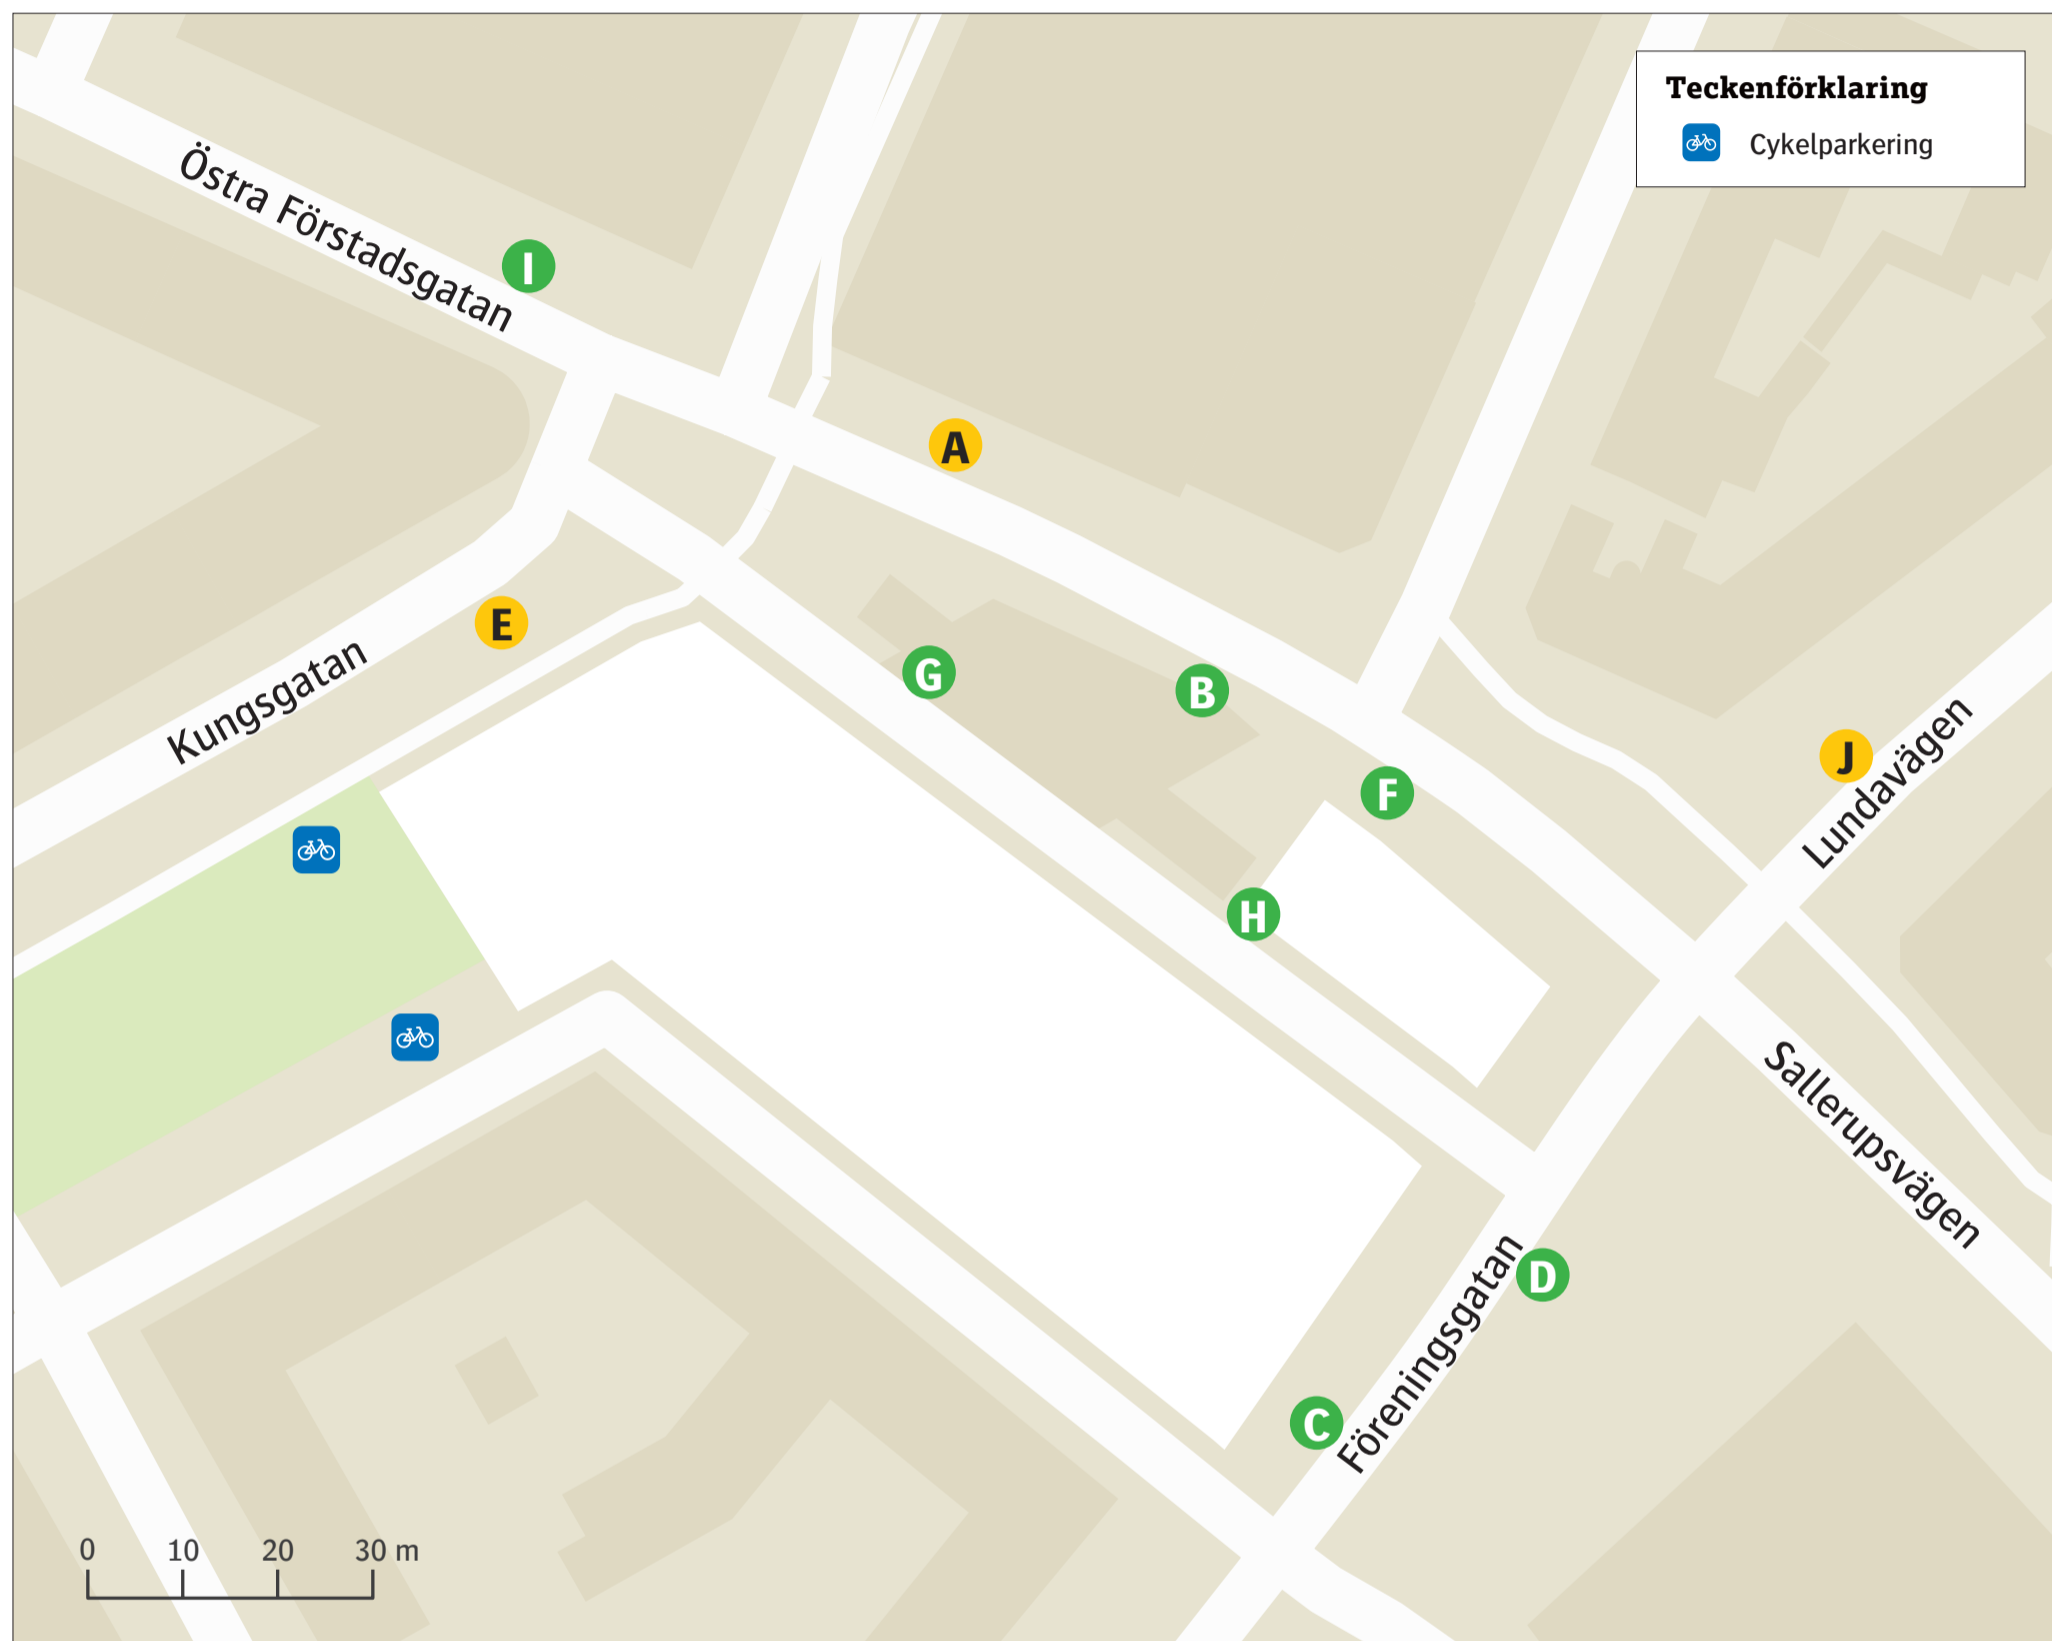 Teckenförklaring
Cykelparkering
Östra Förstadsgatan
I
A
E
Kungsgatan
G
B
F
J
Lundavägen
H
Sallerupsvägen
D
Föreningsgatan
C
0 10 20 30 m